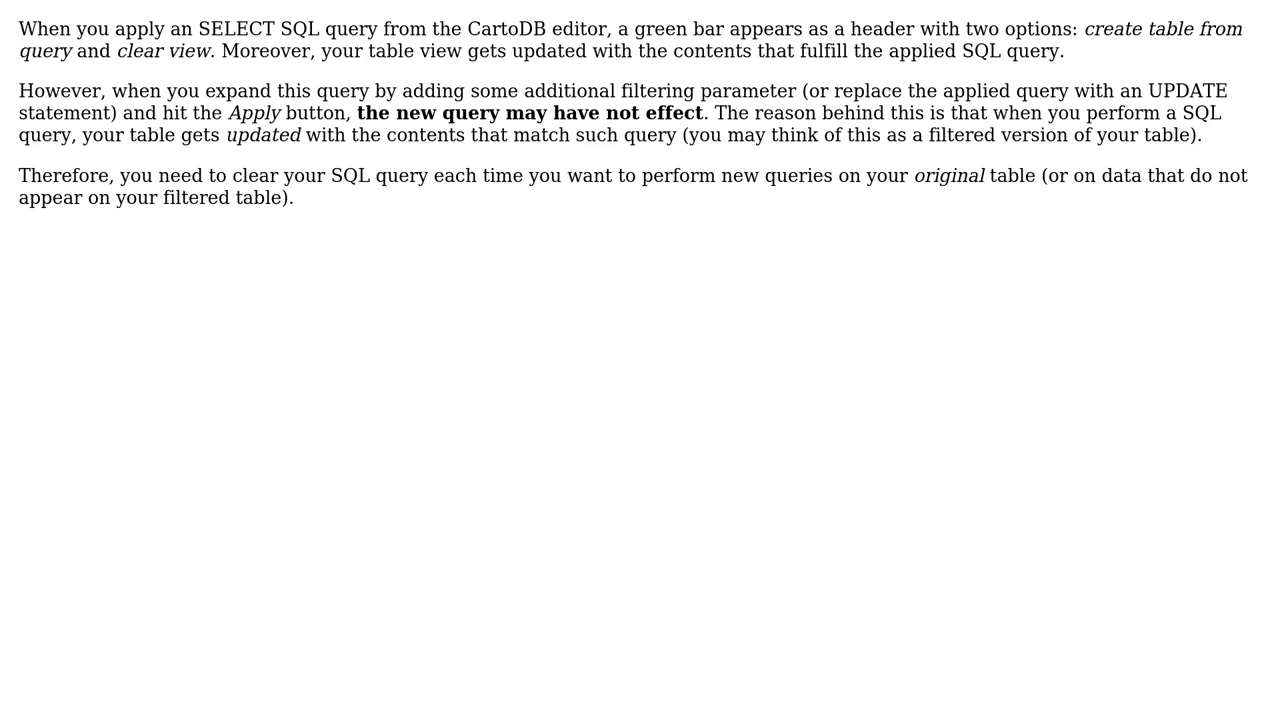 When you apply an SELECT SQL query from the CartoDB editor, a green bar appears as a header with two options: create table from
query and clear view. Moreover, your table view gets updated with the contents that fulfill the applied SQL query.
However, when you expand this query by adding some additional filtering parameter (or replace the applied query with an UPDATE
statement) and hit the Apply button, the new query may have not effect. The reason behind this is that when you perform a SQL
query, your table gets updated with the contents that match such query (you may think of this as a filtered version of your table).
Therefore, you need to clear your SQL query each time you want to perform new queries on your original table (or on data that do not
appear on your filtered table).